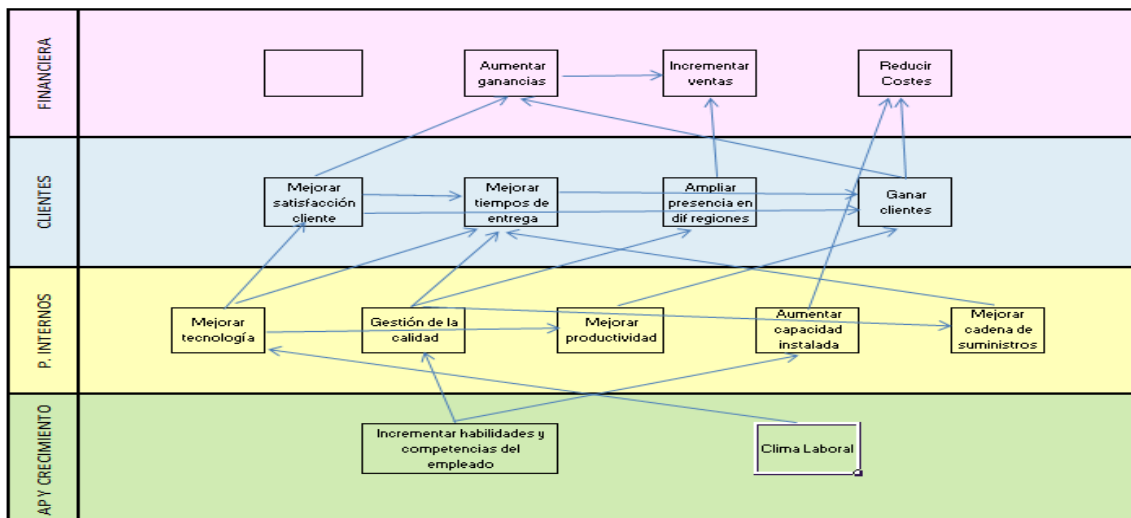 FINANCIERA
Aumentar
ganancias
Incrementar
ventas
Reducir
Costes
CLIENTES
Mejorar
satisfacción
cliente
Mejorar
tiempos de
entrega
Ampliar
presencia en
dif regiones
Ganar
clientes
P. INTERNOS
Mejorar
tecnología
Gestión de la
calidad
Mejorar
productividad
Aumentar
capacidad
instalada
Mejorar
cadena de
suministros
AP Y CRECIMIENTO
Incrementar habilidades y
competencias del
empleado
Clima Laboral